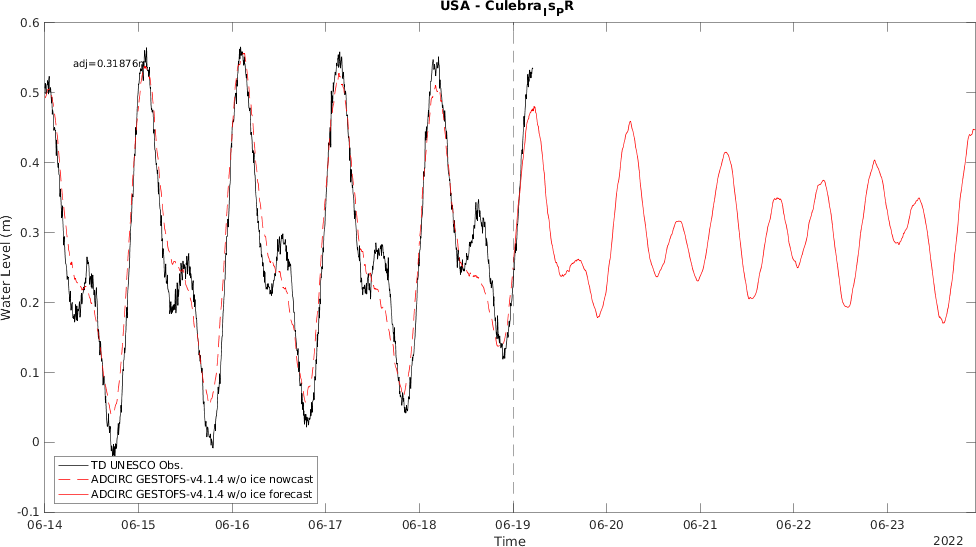 USA - Culebra_Is_PR
0.6
adj=0.31876m
0.5
0.4
0.3
0.2
0.1
0
-0.1
Water Level (m)
TD UNESCO Obs.
ADCIRC GESTOFS-v4.1.4 w/o ice nowcast
ADCIRC GESTOFS-v4.1.4 w/o ice forecast
06-14 06-15 06-16 06-17 06-18 06-19 06-20 06-21 06-22 06-23
Time
2022